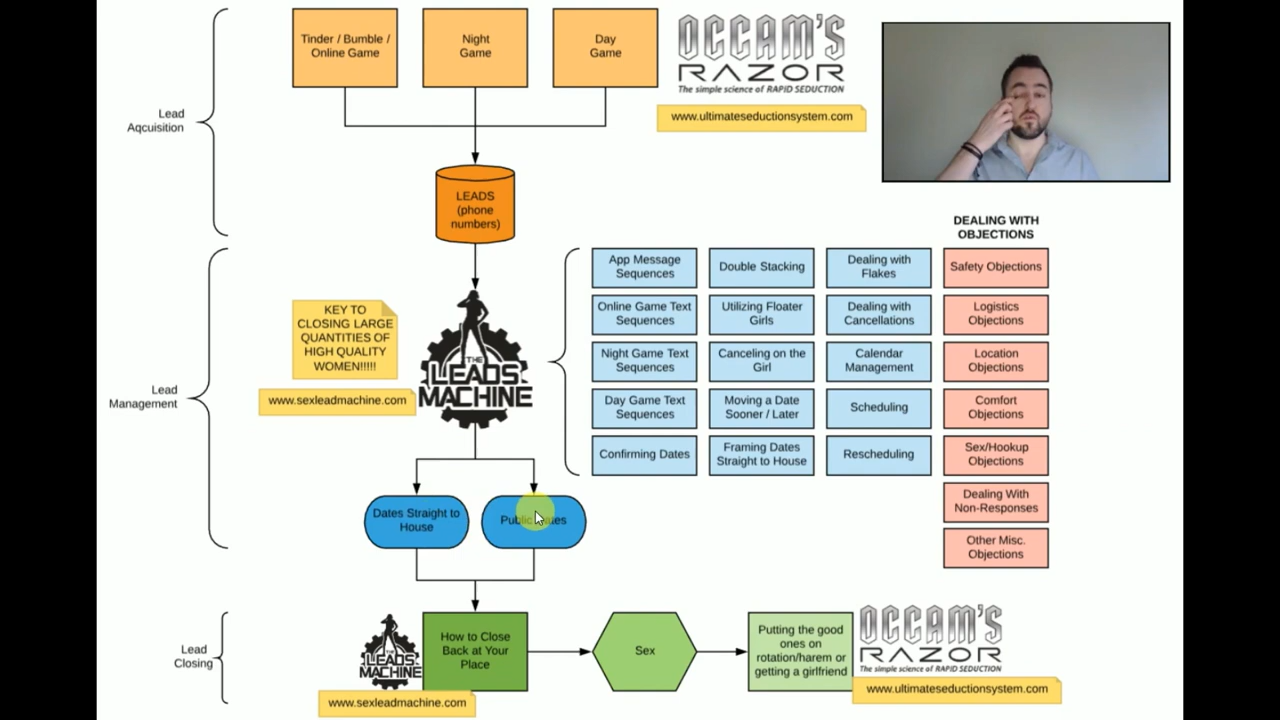 Tinder / Bumble /
Online Game
Night
Game
Day
Game
OCCAM'S
RAZOR
The simple science of RAPID SEDUCTION
www.ultimateseductionsystem.com
Lead
Aqcuisition
LEADS
(phone
numbers)
DEALING WITH
OBJECTIONS
App Message
Sequences
Double Stacking
Dealing with
Flakes
Safety Objections
Online Game Text
Sequences
Utilizing Floater
Girls
Dealing with
Cancellations
Logistics
Objections
KEY TO
CLOSING LARGE
QUANTITIES OF
HIGH QUALITY
WOMEN!!!!!
www.sexleadmachine.com
THE
LEADS
MACHINE
Night Game Text
Sequences
Canceling on the
Girl
Calendar
Management
Location
Objections
Lead
Management
Day Game Text
Sequences
Moving a Date
Sooner / Later
Scheduling
Comfort
Objections
Confirming Dates
Framing Dates
Straight to House
Rescheduling
Sex/Hookup
Objections
Dealing With
Non-Responses
Other Misc.
Objections
Dates Straight to
House
Public Dates
Lead
Closing
THE
LEADS
MACHINE
www.sexleadmachine.com
How to Close
Back at Your
Place
Sex
Putting the good
ones on
rotation/harem or
getting a girlfriend
OCCAM'S
RAZOR
The simple science of RAPID SEDUCTION
www.ultimateseductionsystem.com